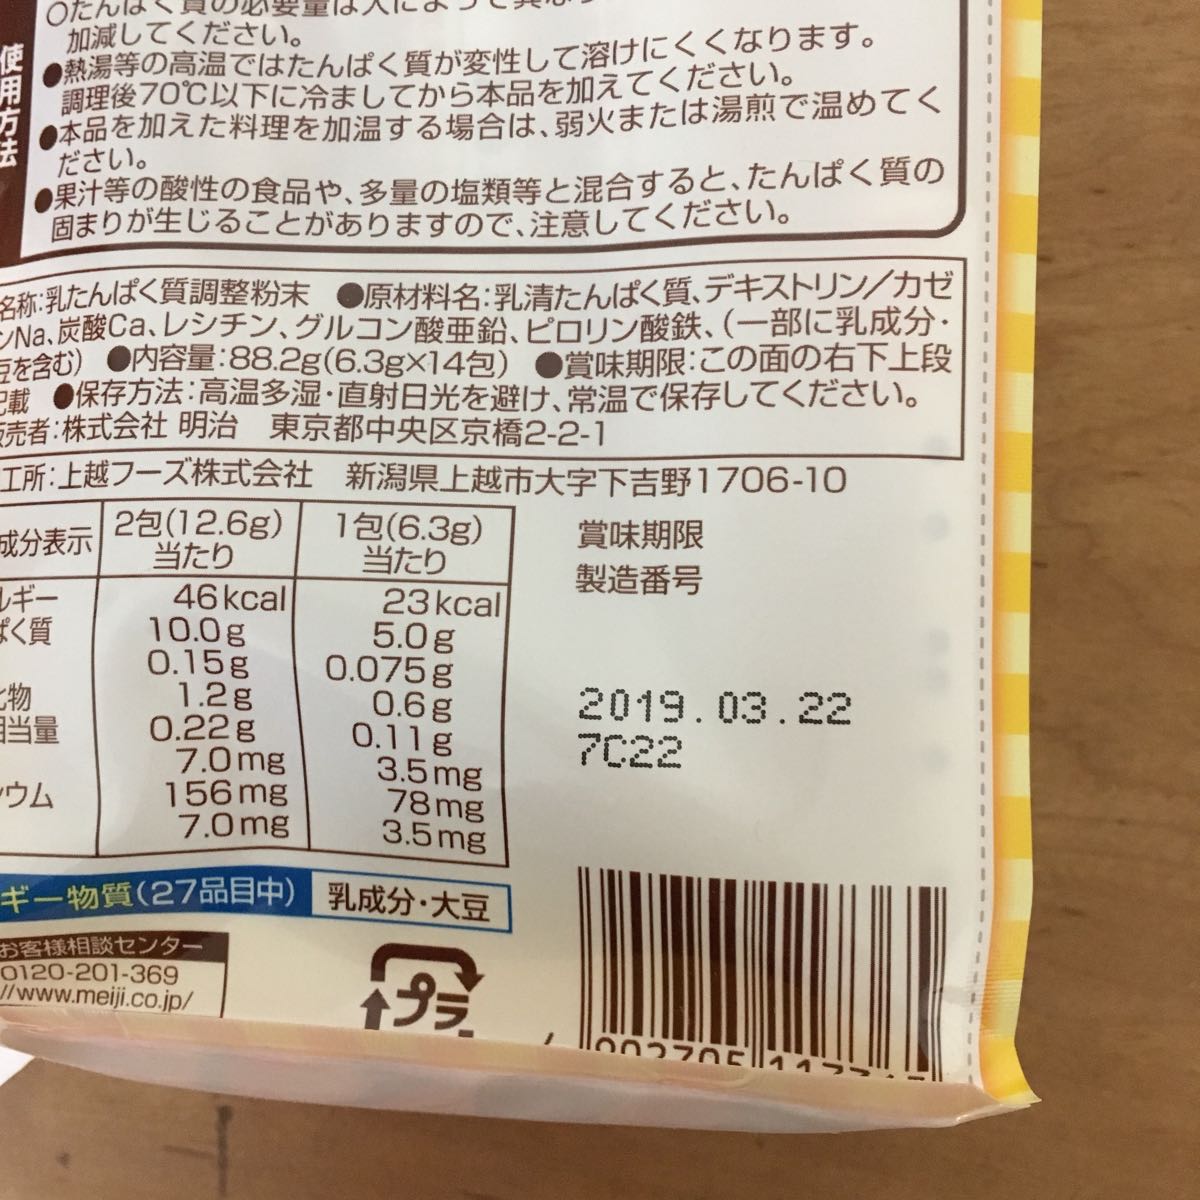 ○たんぱく質の必要量は人によって異なり
加減してください。
使用方法
●熱湯等の高温ではたんぱく質が変性して溶けにくくなります。
調理後70℃以下に冷ましてから本品を加えてください。
●本品を加えた料理を加温する場合は、弱火または湯煎で温めてく
ださい。
●果汁等の酸性の食品や、多量の塩類等と混合すると、たんぱく質の
固まりが生じることがありますので、注意してください。
名称:乳たんぱく質調整粉末 ●原材料名:乳清たんぱく質、デキストリン/カゼ
ンNa、炭酸Ca、レシチン、グルコン酸亜鉛、ピロリン酸鉄、(一部に乳成分・
豆を含む) ●内容量:88.2g(6.3g×14包) ●賞味期限:この面の右下上段
記載 ●保存方法:高温多湿・直射日光を避け、常温で保存してください。
販売者:株式会社 明治 東京都中央区京橋2-2-1
工所:上越フーズ株式会社 新潟県上越市大字下吉野1706-10
成分表示 2包(12.6g)当たり 1包(6.3g)当たり
ルギー 46kcal 23kcal
ぱく質 10.0g 5.0g
0.15g 0.075g
化物 1.2g 0.6g
相当量 0.22g 0.11g
7.0mg 3.5mg
シウム 156mg 78mg
7.0mg 3.5mg
賞味期限
製造番号
2019.03.22
7C22
ギー物質(27品目中) 乳成分・大豆
お客様相談センター
0120-201-369
//www.meiji.co.jp/
プラ
4 902705 117